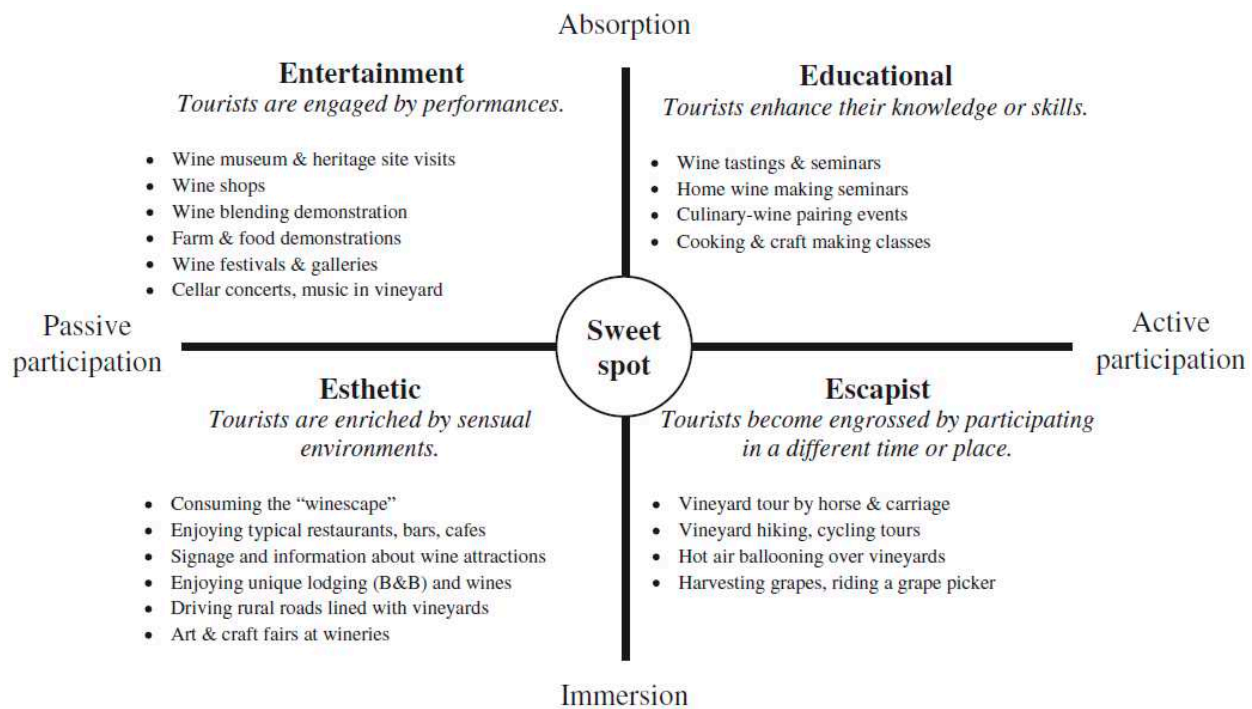 Absorption
Entertainment
Tourists are engaged by performances.
• Wine museum & heritage site visits
• Wine shops
• Wine blending demonstration
• Farm & food demonstrations
• Wine festivals & galleries
• Cellar concerts, music in vineyard
Educational
Tourists enhance their knowledge or skills.
• Wine tastings & seminars
• Home wine making seminars
• Culinary-wine pairing events
• Cooking & craft making classes
Passive
participation
Sweet
spot
Active
participation
Esthetic
Tourists are enriched by sensual
environments.
• Consuming the “winescape”
• Enjoying typical restaurants, bars, cafes
• Signage and information about wine attractions
• Enjoying unique lodging (B&B) and wines
• Driving rural roads lined with vineyards
• Art & craft fairs at wineries
Escapist
Tourists become engrossed by participating
in a different time or place.
• Vineyard tour by horse & carriage
• Vineyard hiking, cycling tours
• Hot air ballooning over vineyards
• Harvesting grapes, riding a grape picker
Immersion